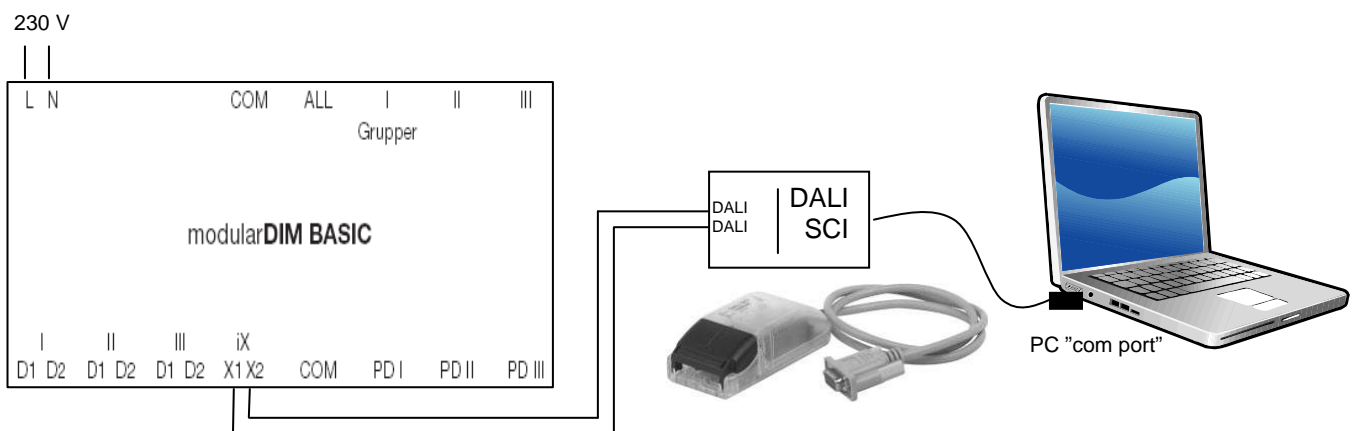 230 V
L N COM ALL I II III
Grupper
modularDIM BASIC
I II III iX
D1 D2 D1 D2 D1 D2 X1 X2 COM PD I PD II PD III
DALI
DALI
DALI
SCI
PC ”com port”